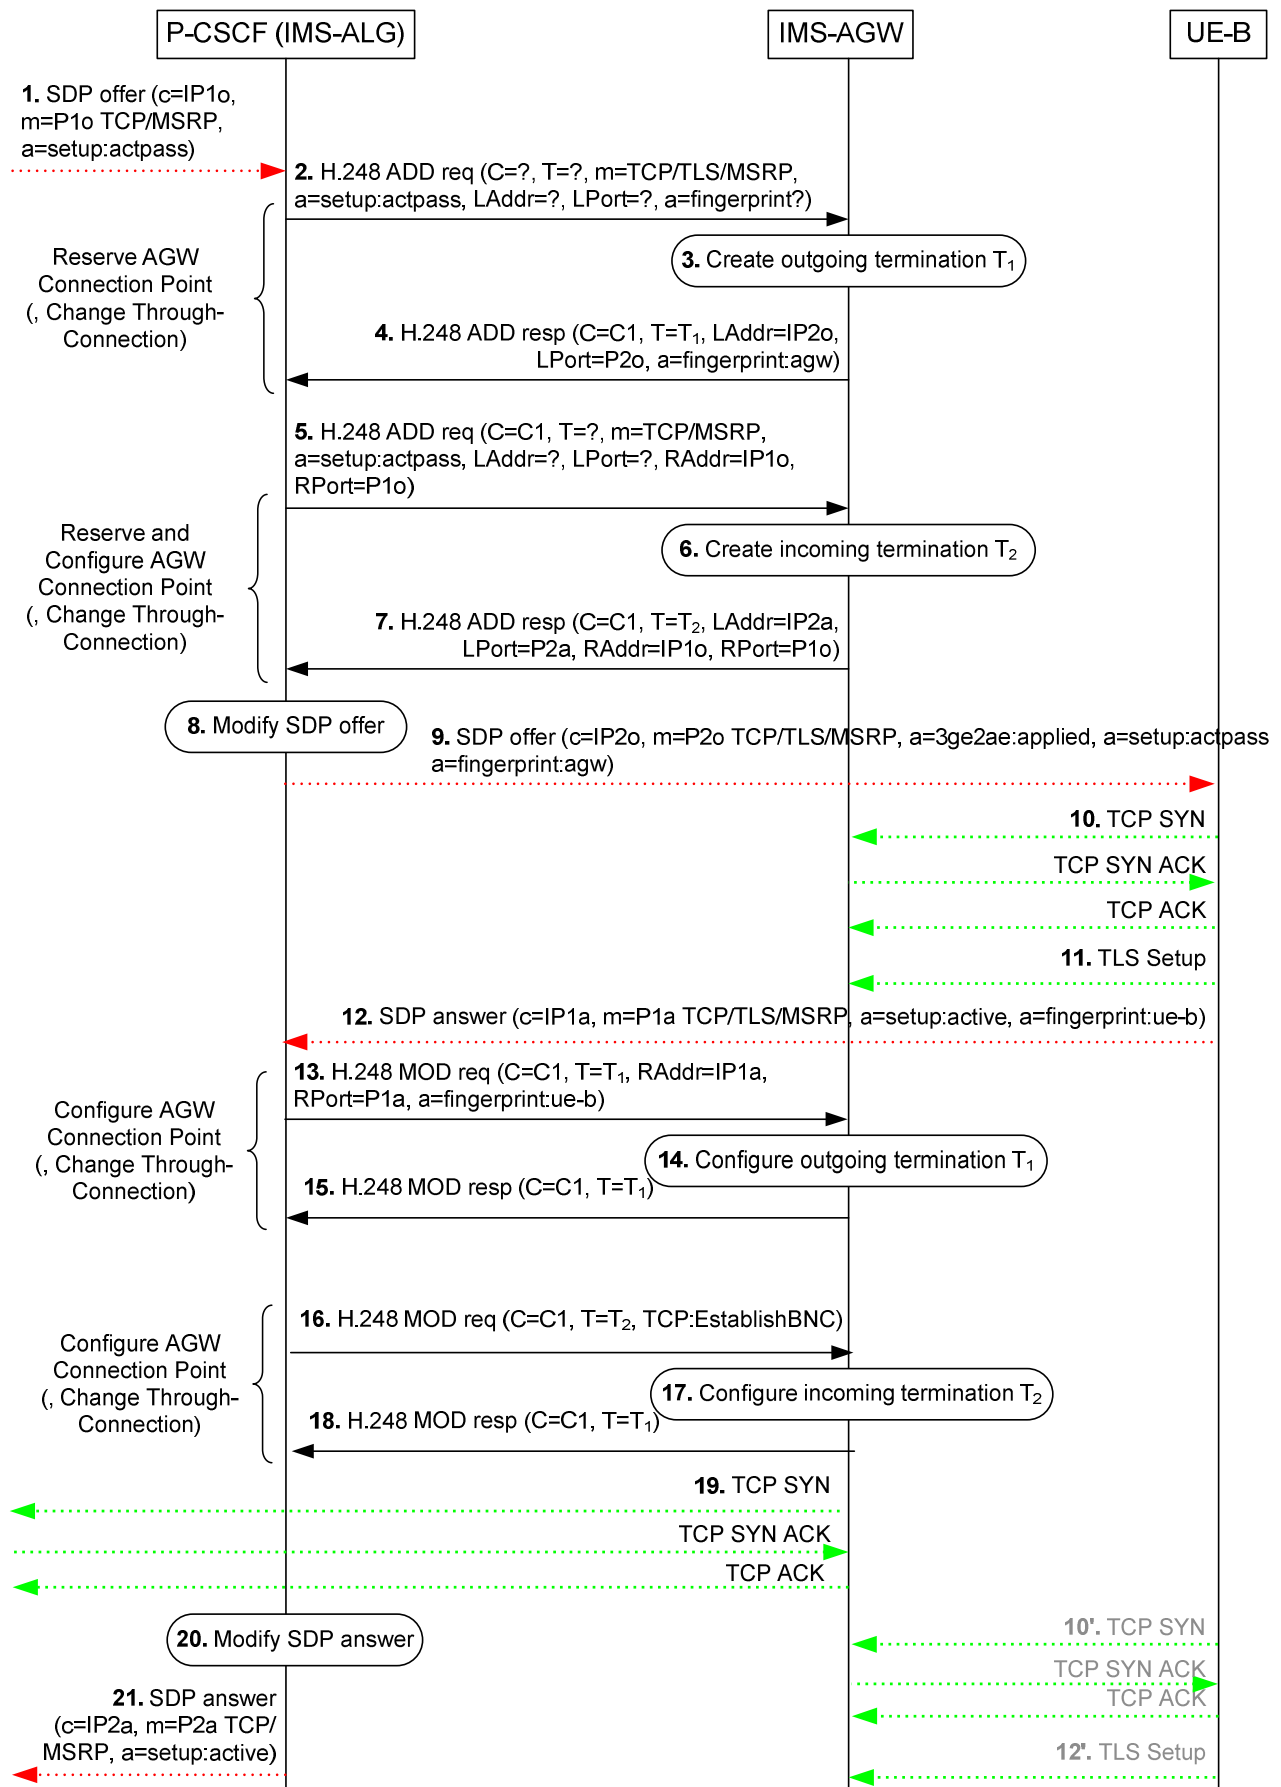 P-CSCF (IMS-ALG)
IMS-AGW
UE-B
1. SDP offer (c=IP1o,
m=P1o TCP/MSRP,
a=setup:actpass)
2. H.248 ADD req (C=?, T=?, m=TCP/TLS/MSRP,
a=setup:actpass, LAddr=?, LPort=?, a=fingerprint?)
Reserve AGW
Connection Point
(, Change Through-
Connection)
3. Create outgoing termination T1
4. H.248 ADD resp (C=C1, T=T1, LAddr=IP2o,
LPort=P2o, a=fingerprint:agw)
5. H.248 ADD req (C=C1, T=?, m=TCP/MSRP,
a=setup:actpass, LAddr=?, LPort=?, RAddr=IP1o,
RPort=P1o)
Reserve and
Configure AGW
Connection Point
(, Change Through-
Connection)
6. Create incoming termination T2
7. H.248 ADD resp (C=C1, T=T2, LAddr=IP2a,
LPort=P2a, RAddr=IP1o, RPort=P1o)
8. Modify SDP offer
9. SDP offer (c=IP2o, m=P2o TCP/TLS/MSRP, a=3ge2ae:applied, a=setup:actpass
a=fingerprint:agw)
10. TCP SYN
TCP SYN ACK
TCP ACK
11. TLS Setup
12. SDP answer (c=IP1a, m=P1a TCP/TLS/MSRP, a=setup:active, a=fingerprint:ue-b)
13. H.248 MOD req (C=C1, T=T1, RAddr=IP1a,
RPort=P1a, a=fingerprint:ue-b)
Configure AGW
Connection Point
(, Change Through-
Connection)
14. Configure outgoing termination T1
15. H.248 MOD resp (C=C1, T=T1)
16. H.248 MOD req (C=C1, T=T2, TCP:EstablishBNC)
Configure AGW
Connection Point
(, Change Through-
Connection)
17. Configure incoming termination T2
18. H.248 MOD resp (C=C1, T=T1)
19. TCP SYN
TCP SYN ACK
TCP ACK
20. Modify SDP answer
10'. TCP SYN
TCP SYN ACK
TCP ACK
21. SDP answer
(c=IP2a, m=P2a TCP/
MSRP, a=setup:active)
12'. TLS Setup